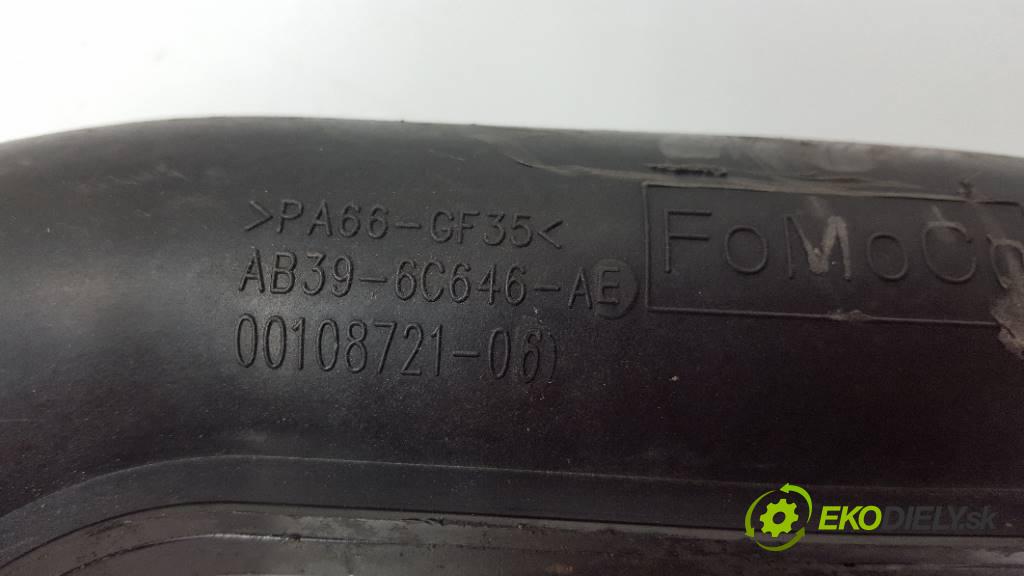 >PA66-GF35<
AB39-6C646-AE
00108721-06)
FoMoCo
EKODIELY.sk